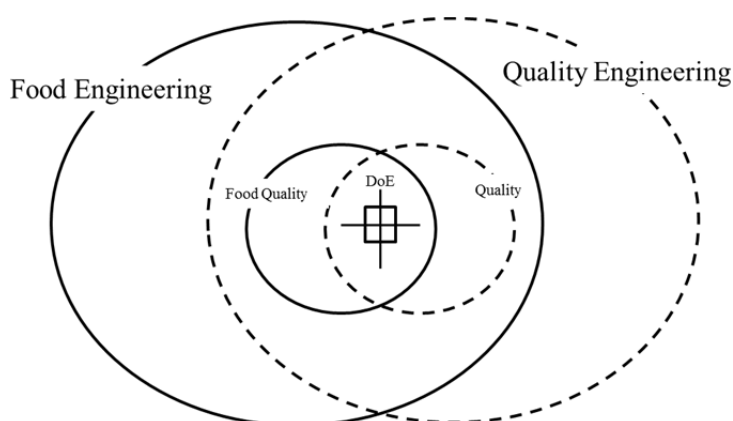 Food Engineering
Quality Engineering
Food Quality
DoE
Quality